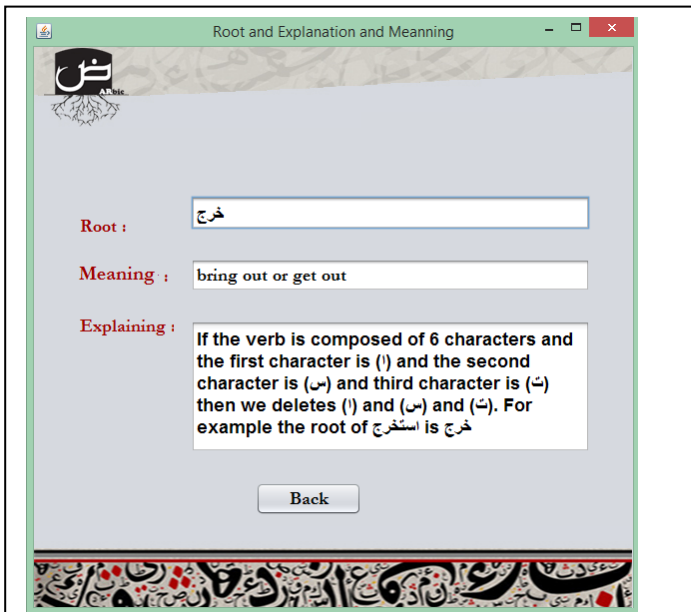 Root and Explanation and Meanning
ض
ARbic
Root :
خرج
Meaning :
bring out or get out
Explaining :
If the verb is composed of 6 characters and
the first character is (ا) and the second
character is (س) and third character is (ت)
then we deletes (ا) and (س) and (ت). For
example the root of استخرج is خرج
Back